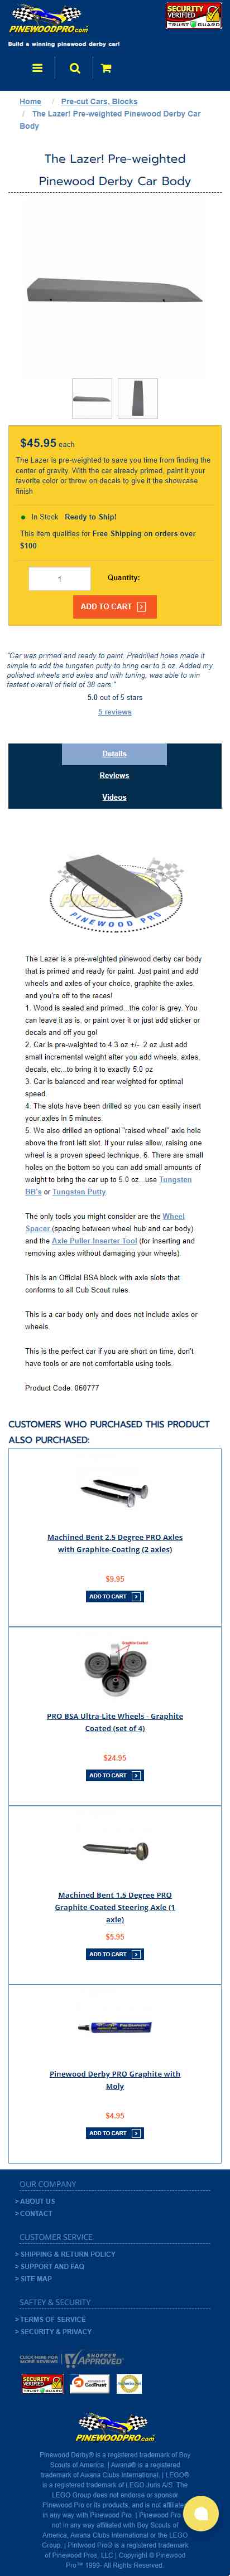 PINEWOODPRO.COM
SECURITY
VERIFIED
TRUST GUARD
Build a winning pinewood derby car!
Home / Pre-cut Cars, Blocks
/ The Lazer! Pre-weighted Pinewood Derby Car
Body
The Lazer! Pre-weighted
Pinewood Derby Car Body
$45.95 each
The Lazer is pre-weighted to save you time from finding the
center of gravity. With the car already primed, paint it your
favorite color or throw on decals to give it the showcase
finish
In Stock Ready to Ship!
This item qualifies for Free Shipping on orders over
$100
1
Quantity:
ADD TO CART
"Car was primed and ready to paint. Predrilled holes made it
simple to add the tungsten putty to bring car to 5 oz. Added my
polished wheels and axles and with tuning, was able to win
fastest overall of field of 38 cars."
5.0 out of 5 stars
5 reviews
Details
Reviews
Videos
PINEWOOD PRO
The Lazer is a pre-weighted pinewood derby car body
that is primed and ready for paint. Just paint and add
wheels and axles of your choice, graphite the axles,
and you're off to the races!
1. Wood is sealed and primed...the color is grey. You
can leave it as is, or paint over it or just add sticker or
decals and off you go!
2. Car is pre-weighted to 4.3 oz +/- .2 oz Just add
small incremental weight after you add wheels, axles,
decals, etc...to bring it to exactly 5.0 oz
3. Car is balanced and rear weighted for optimal
speed.
4. The slots have been drilled so you can easily insert
your axles in 5 minutes.
5. We also drilled an optional "raised wheel" axle hole
above the front left slot. If your rules allow, raising one
wheel is a proven speed technique. 6. There are small
holes on the bottom so you can add small amounts of
weight to bring the car up to 5.0 oz...use Tungsten
BB's or Tungsten Putty.
The only tools you might consider are the Wheel
Spacer (spacing between wheel hub and car body)
and the Axle Puller-Inserter Tool (for inserting and
removing axles without damaging your wheels).
This is an Official BSA block with axle slots that
conforms to all Cub Scout rules.
This is a car body only and does not include axles or
wheels.
This is the perfect car if you are short on time, don't
have tools or are not comfortable using tools.
Product Code: 060777
CUSTOMERS WHO PURCHASED THIS PRODUCT
ALSO PURCHASED:
Machined Bent 2.5 Degree PRO Axles
with Graphite-Coating (2 axles)
$9.95
ADD TO CART
Graphite Coated
PRO BSA Ultra-Lite Wheels - Graphite
Coated (set of 4)
$24.95
ADD TO CART
Machined Bent 1.5 Degree PRO
Graphite-Coated Steering Axle (1
axle)
$5.95
ADD TO CART
Pinewood Derby PRO Graphite with
Moly
$4.95
ADD TO CART
OUR COMPANY
> ABOUT US
> CONTACT
CUSTOMER SERVICE
> SHIPPING & RETURN POLICY
> SUPPORT AND FAQ
> SITE MAP
SAFTEY & SECURITY
> TERMS OF SERVICE
> SECURITY & PRIVACY
CLICK HERE FOR
MORE INFO
SHOPPER
APPROVED
SECURITY
VERIFIED
TRUST GUARD
GeoTrust
PINEWOODPRO.COM
Pinewood Derby® is a registered trademark of Boy
Scouts of America. | Awana® is a registered
trademark of Awana Clubs International. | LEGO®
is a registered trademark of LEGO Juris A/S. The
LEGO Group does not endorse or sponsor
Pinewood Pro or its products, and is not affiliated
in any way with Pinewood Pro. | Pinewood Pro is
not in any way affiliated with Boy Scouts of
America, Awana Clubs International or the LEGO
Group. | Pintwood Pro® is a registered trademark
of Pinewood Pros, LLC | Copyright © Pinewood
Pro™ 1999- All Rights Reserved.